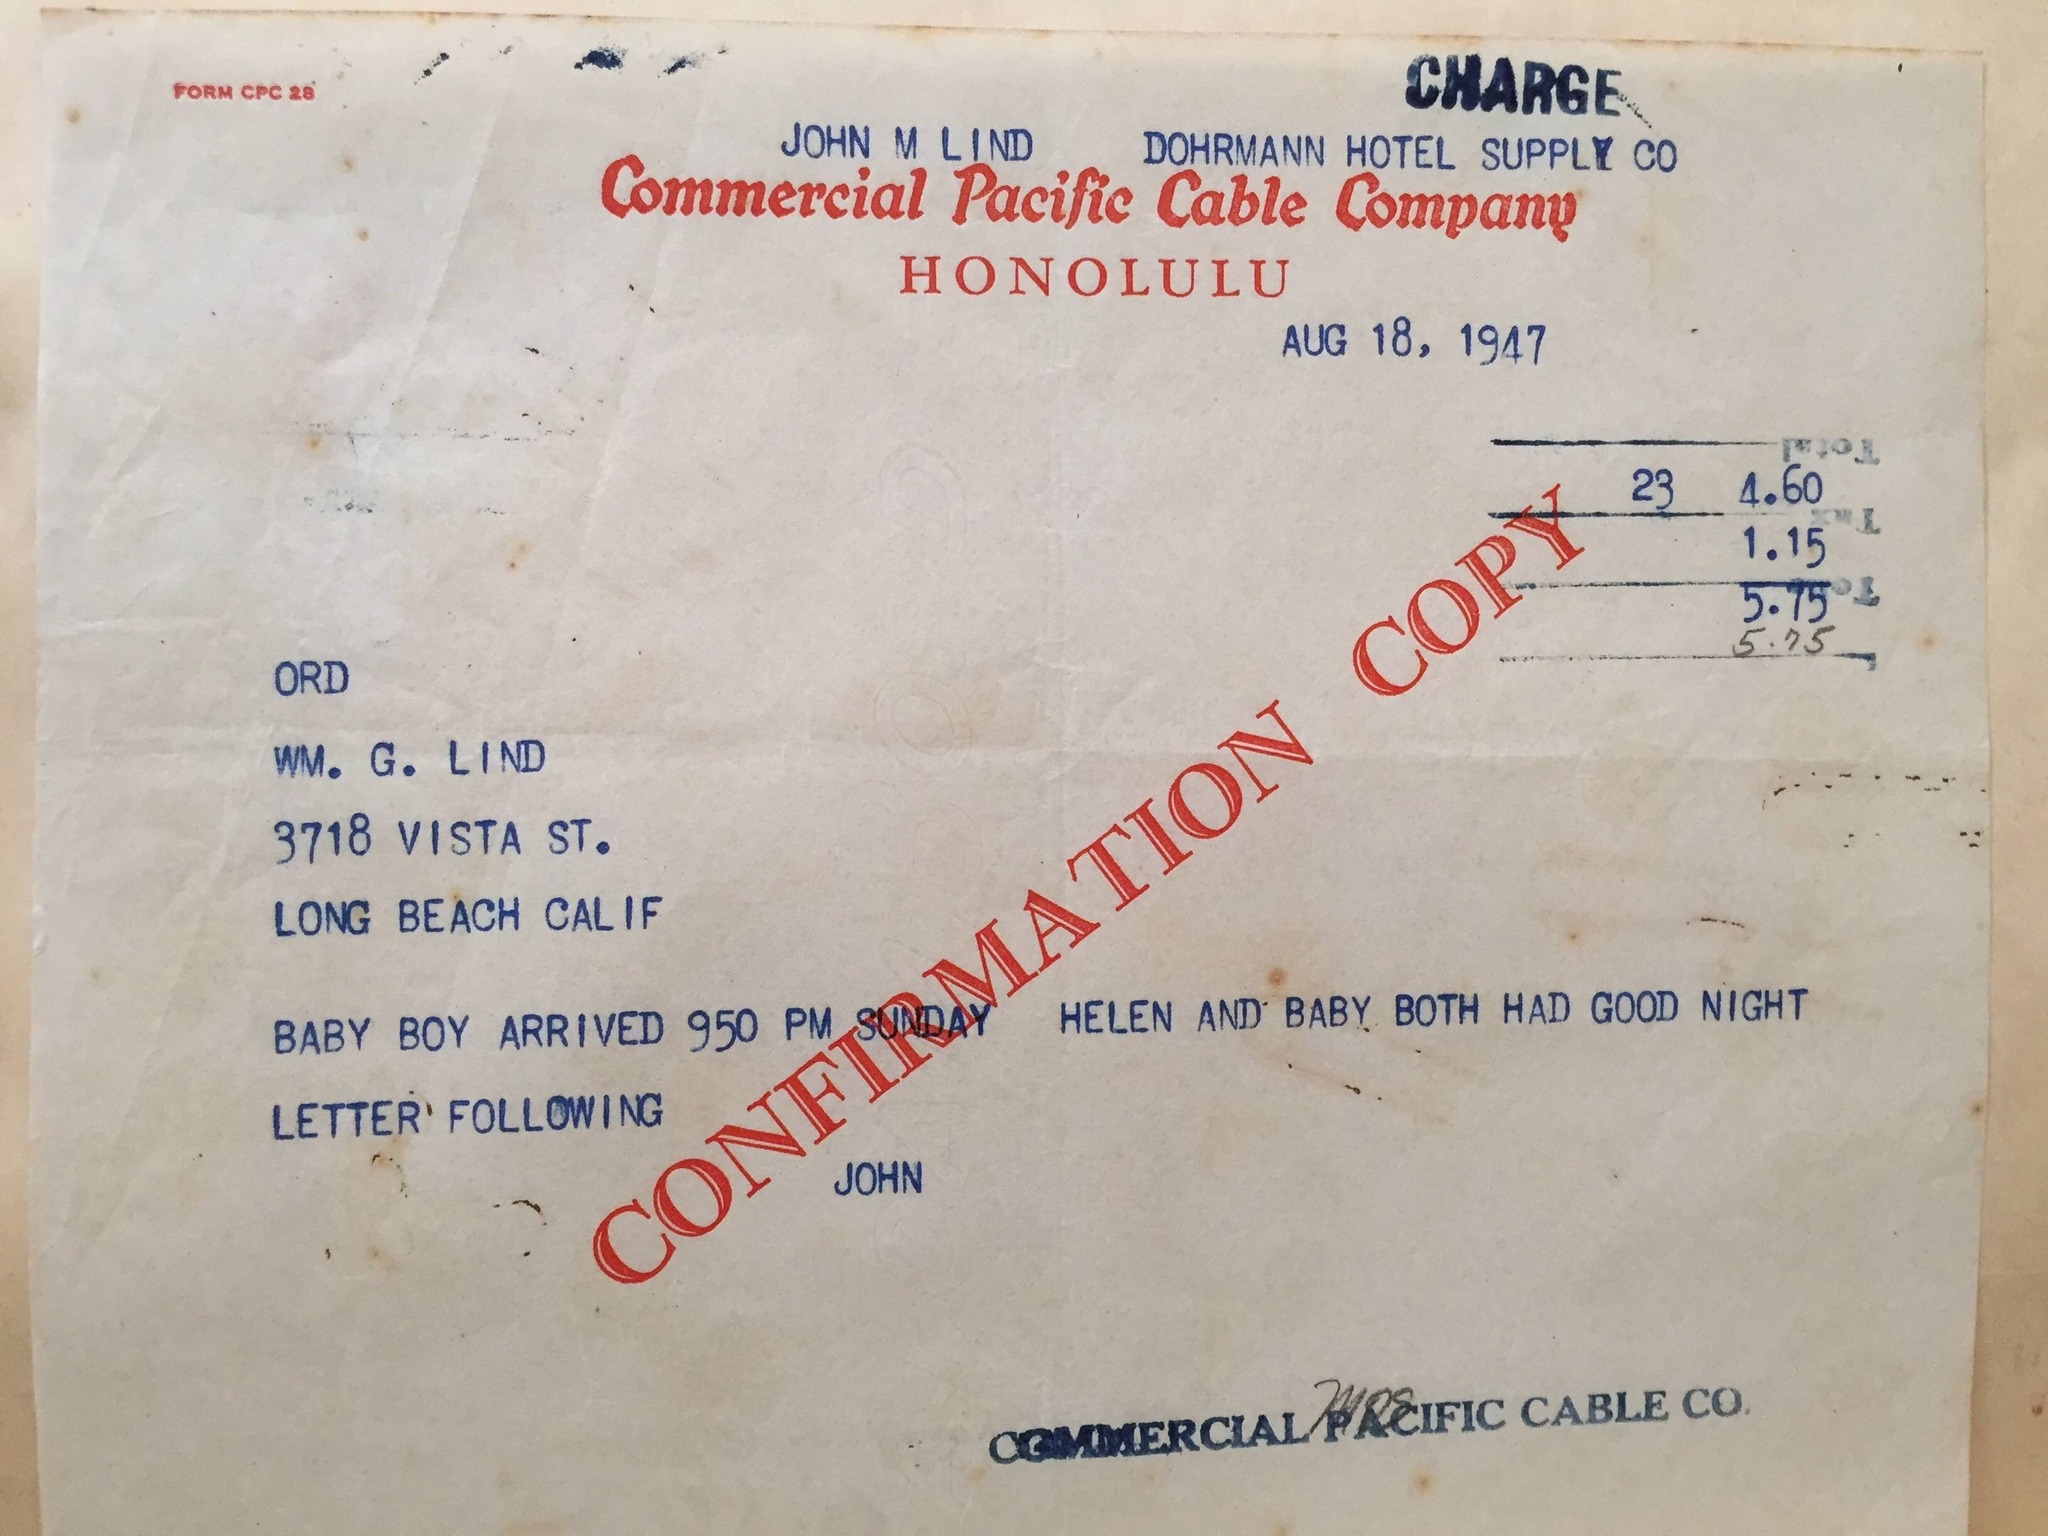 FORM CPC 28
CHARGE
JOHN M LIND DOHRMANN HOTEL SUPPLY CO
Commercial Pacific Cable Company
HONOLULU
AUG 18, 1947
Total
23 4.60
Tax
1.15
5.75
5.75
ORD
WM. G. LIND
3718 VISTA ST.
LONG BEACH CALIF
BABY BOY ARRIVED 950 PM SUNDAY HELEN AND BABY BOTH HAD GOOD NIGHT
LETTER FOLLOWING
JOHN
CONFIRMATION COPY
COMMERCIAL PACIFIC CABLE CO.